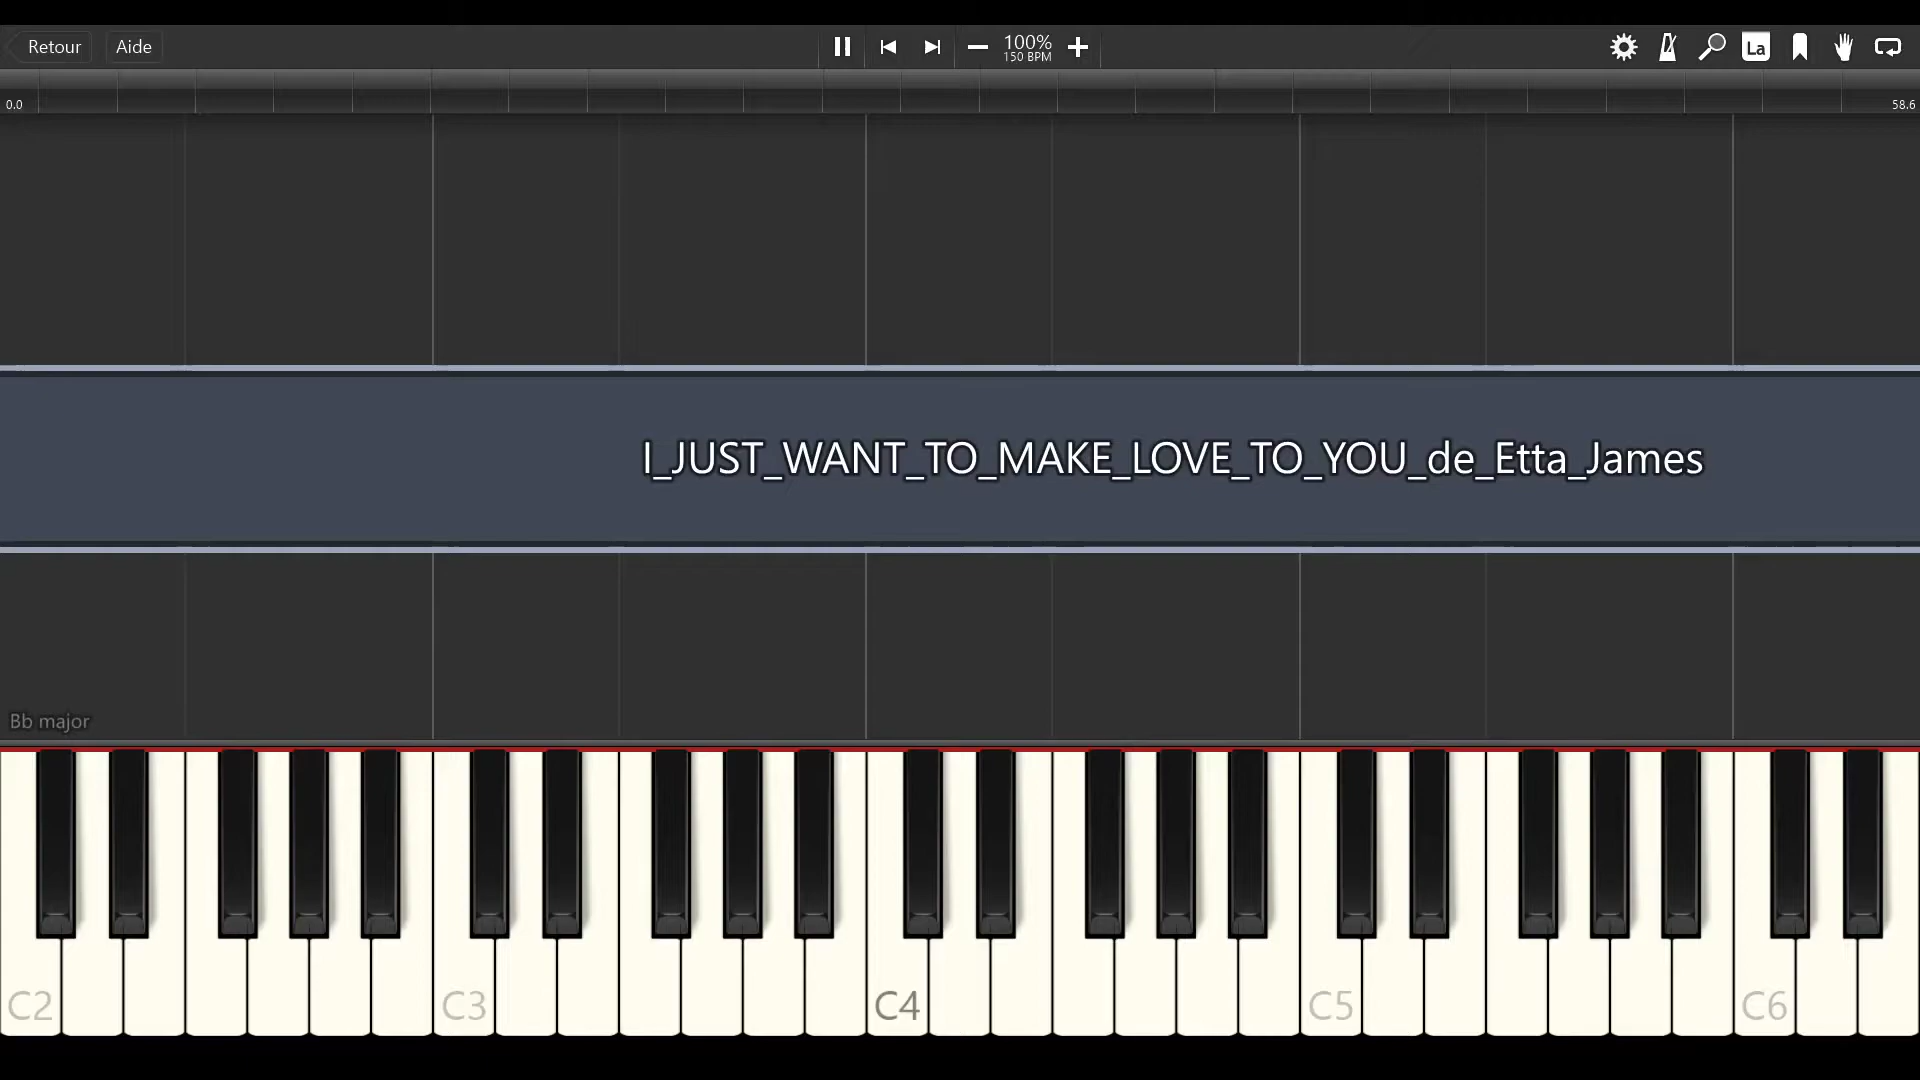 Retour
Aide
100%
150 BPM
La
0.0
58.6
I_JUST_WANT_TO_MAKE_LOVE_TO_YOU_de_Etta_James
Bb major
C2 C3 C4 C5 C6